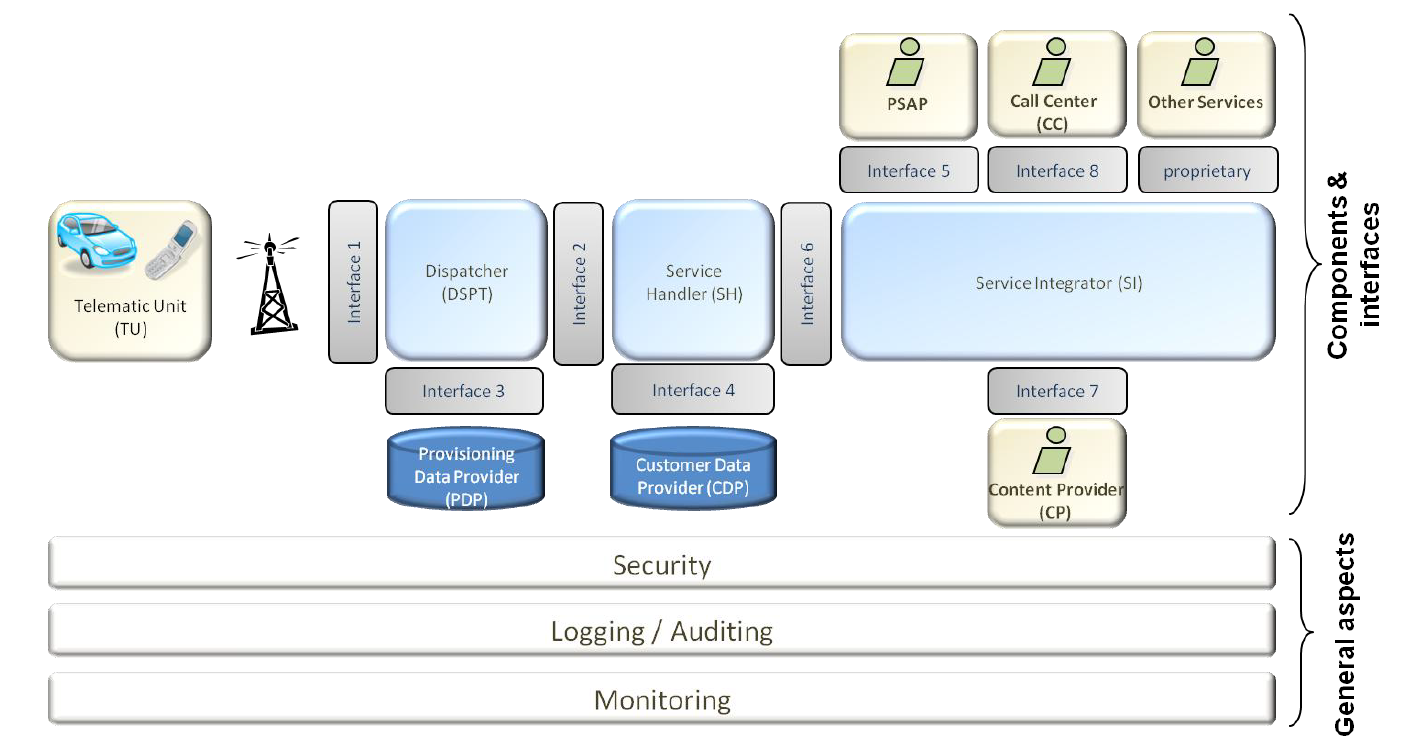 PSAP
Call Center
(CC)
Other Services
Interface 5
Interface 8
proprietary
Telematic Unit
(TU)
Interface 1
Dispatcher
(DSPT)
Interface 2
Service
Handler (SH)
Interface 6
Service Integrator (SI)
Interface 3
Interface 4
Interface 7
Provisioning
Data Provider
(PDP)
Customer Data
Provider (CDP)
Content Provider
(CP)
Components &
interfaces
Security
Logging / Auditing
Monitoring
General aspects